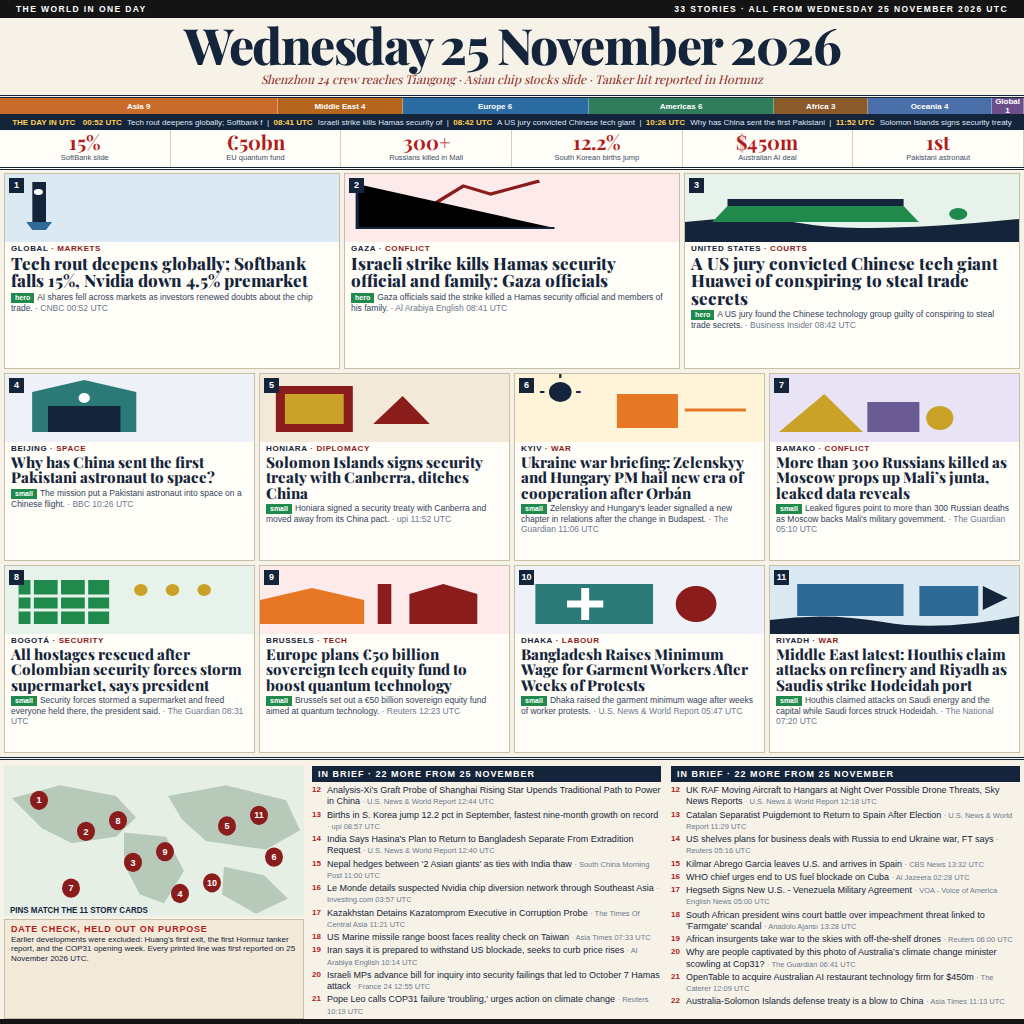 THE WORLD IN ONE DAY
33 STORIES · ALL FROM WEDNESDAY 25 NOVEMBER 2026 UTC
Wednesday 25 November 2026
Shenzhou 24 crew reaches Tiangong · Asian chip stocks slide · Tanker hit reported in Hormuz
Asia 9
Middle East 4
Europe 6
Americas 6
Africa 3
Oceania 4
Global
1
THE DAY IN UTC 00:52 UTC Tech rout deepens globally; Softbank f | 08:41 UTC Israeli strike kills Hamas security of | 08:42 UTC A US jury convicted Chinese tech giant | 10:26 UTC Why has China sent the first Pakistani | 11:52 UTC Solomon Islands signs security treaty
15%
SoftBank slide
€50bn
EU quantum fund
300+
Russians killed in Mali
12.2%
South Korean births jump
$450m
Australian AI deal
1st
Pakistani astronaut
1
GLOBAL · MARKETS
Tech rout deepens globally; Softbank
falls 15%, Nvidia down 4.5% premarket
hero AI shares fell across markets as investors renewed doubts about the chip
trade. · CNBC 00:52 UTC
2
GAZA · CONFLICT
Israeli strike kills Hamas security
official and family: Gaza officials
hero Gaza officials said the strike killed a Hamas security official and members of
his family. · Al Arabiya English 08:41 UTC
3
UNITED STATES · COURTS
A US jury convicted Chinese tech giant
Huawei of conspiring to steal trade
secrets
hero A US jury found the Chinese technology group guilty of conspiring to steal
trade secrets. · Business Insider 08:42 UTC
4
BEIJING · SPACE
Why has China sent the first
Pakistani astronaut to space?
small The mission put a Pakistani astronaut into space on a
Chinese flight. · BBC 10:26 UTC
5
HONIARA · DIPLOMACY
Solomon Islands signs security
treaty with Canberra, ditches
China
small Honiara signed a security treaty with Canberra and
moved away from its China pact. · upi 11:52 UTC
6
KYIV · WAR
Ukraine war briefing: Zelenskyy
and Hungary PM hail new era of
cooperation after Orbán
small Zelenskyy and Hungary's leader signalled a new
chapter in relations after the change in Budapest. · The
Guardian 11:06 UTC
7
BAMAKO · CONFLICT
More than 300 Russians killed as
Moscow props up Mali's junta,
leaked data reveals
small Leaked figures point to more than 300 Russian deaths
as Moscow backs Mali's military government. · The Guardian
05:10 UTC
8
BOGOTÁ · SECURITY
All hostages rescued after
Colombian security forces storm
supermarket, says president
small Security forces stormed a supermarket and freed
everyone held there, the president said. · The Guardian 08:31
UTC
9
BRUSSELS · TECH
Europe plans €50 billion
sovereign tech equity fund to
boost quantum technology
small Brussels set out a €50 billion sovereign equity fund
aimed at quantum technology. · Reuters 12:23 UTC
10
DHAKA · LABOUR
Bangladesh Raises Minimum
Wage for Garment Workers After
Weeks of Protests
small Dhaka raised the garment minimum wage after weeks
of worker protests. · U.S. News & World Report 05:47 UTC
11
RIYADH · WAR
Middle East latest: Houthis claim
attacks on refinery and Riyadh as
Saudis strike Hodeidah port
small Houthis claimed attacks on Saudi energy and the
capital while Saudi forces struck Hodeidah. · The National
07:20 UTC
1
2
8
3
9
7
4
10
5
11
6
PINS MATCH THE 11 STORY CARDS
DATE CHECK, HELD OUT ON PURPOSE
Earlier developments were excluded: Huang's first exit, the first Hormuz tanker
report, and the COP31 opening week. Every printed line was first reported on 25
November 2026 UTC.
IN BRIEF · 22 MORE FROM 25 NOVEMBER
12 Analysis-Xi's Graft Probe of Shanghai Rising Star Upends Traditional Path to Power
in China · U.S. News & World Report 12:44 UTC
13 Births in S. Korea jump 12.2 pct in September, fastest nine-month growth on record
· upi 08:57 UTC
14 India Says Hasina's Plan to Return to Bangladesh Separate From Extradition
Request · U.S. News & World Report 12:40 UTC
15 Nepal hedges between '2 Asian giants' as ties with India thaw · South China Morning
Post 11:00 UTC
16 Le Monde details suspected Nvidia chip diversion network through Southeast Asia ·
Investing.com 03:57 UTC
17 Kazakhstan Detains Kazatomprom Executive in Corruption Probe · The Times Of
Central Asia 11:21 UTC
18 US Marine missile range boost faces reality check on Taiwan · Asia Times 07:33 UTC
19 Iran says it is prepared to withstand US blockade, seeks to curb price rises · Al
Arabiya English 10:14 UTC
20 Israeli MPs advance bill for inquiry into security failings that led to October 7 Hamas
attack · France 24 12:55 UTC
21 Pope Leo calls COP31 failure 'troubling,' urges action on climate change · Reuters
10:19 UTC
IN BRIEF · 22 MORE FROM 25 NOVEMBER
12 UK RAF Moving Aircraft to Hangars at Night Over Possible Drone Threats, Sky
News Reports · U.S. News & World Report 12:18 UTC
13 Catalan Separatist Puigdemont to Return to Spain After Election · U.S. News & World
Report 11:29 UTC
14 US shelves plans for business deals with Russia to end Ukraine war, FT says ·
Reuters 05:16 UTC
15 Kilmar Abrego Garcia leaves U.S. and arrives in Spain · CBS News 13:32 UTC
16 WHO chief urges end to US fuel blockade on Cuba · Al Jazeera 02:28 UTC
17 Hegseth Signs New U.S. - Venezuela Military Agreement · VOA - Voice of America
English News 05:00 UTC
18 South African president wins court battle over impeachment threat linked to
'Farmgate' scandal · Anadolu Ajansı 13:28 UTC
19 African insurgents take war to the skies with off-the-shelf drones · Reuters 06:00 UTC
20 Why are people captivated by this photo of Australia's climate change minister
scowling at Cop31? · The Guardian 06:41 UTC
21 OpenTable to acquire Australian AI restaurant technology firm for $450m · The
Caterer 12:09 UTC
22 Australia-Solomon Islands defense treaty is a blow to China · Asia Times 11:13 UTC